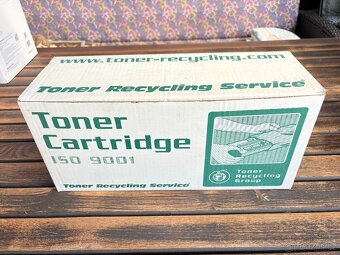 www.toner-recycling.com
Toner Recycling Service
Toner
Cartridge
ISO 9001
Toner
Recycling
Group
Toner Recycling Service